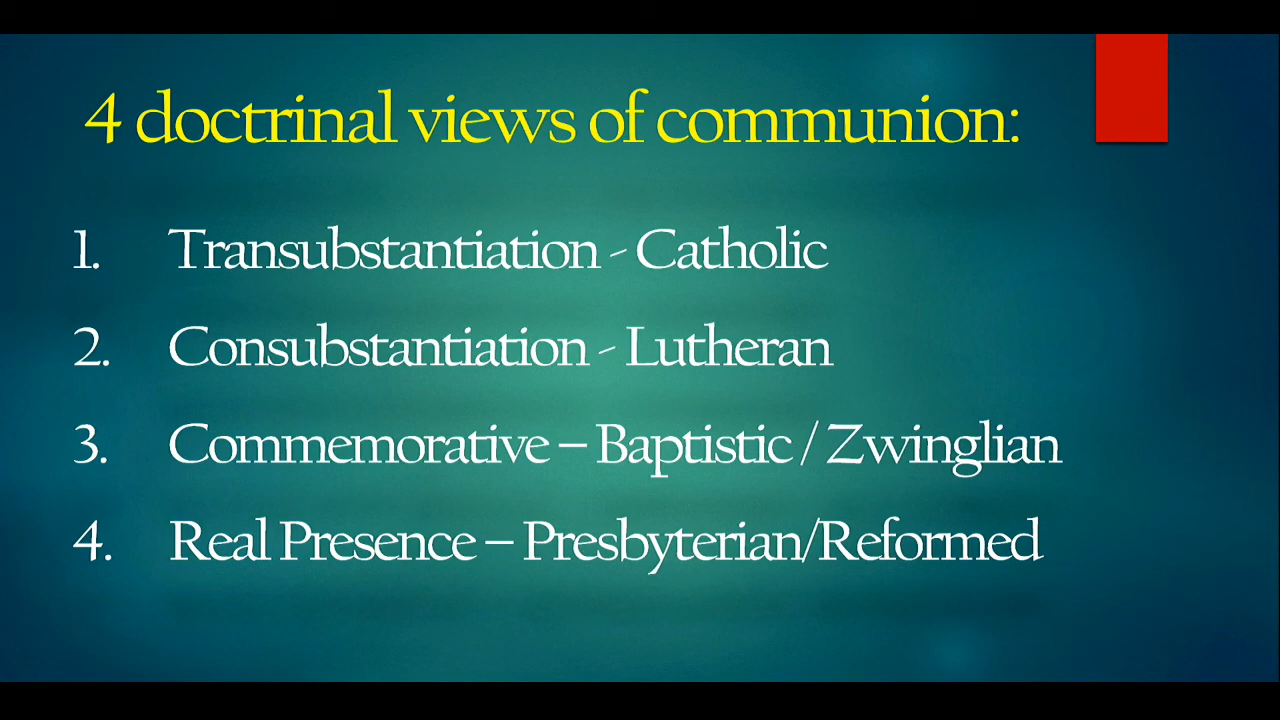 4 doctrinal views of communion:
1. Transubstantiation - Catholic
2. Consubstantiation - Lutheran
3. Commemorative – Baptistic / Zwinglian
4. Real Presence – Presbyterian/Reformed